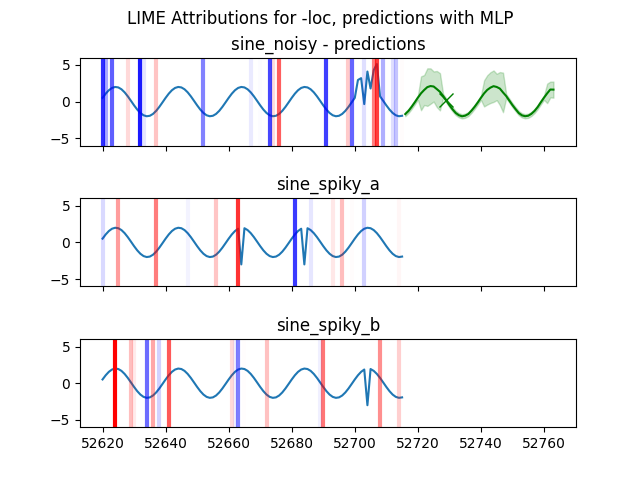 LIME Attributions for -loc, predictions with MLP
sine_noisy - predictions
5
0
−5
sine_spiky_a
5
0
−5
sine_spiky_b
5
0
−5
52620 52640 52660 52680 52700 52720 52740 52760